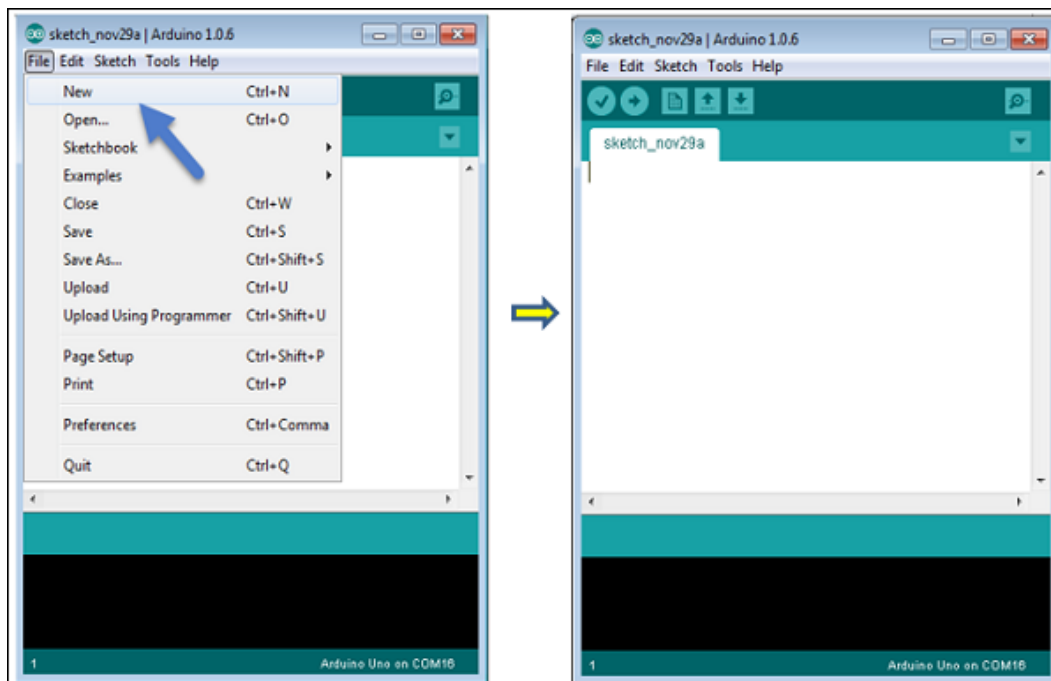 sketch_nov29a | Arduino 1.0.6
File Edit Sketch Tools Help
New Ctrl+N
Open... Ctrl+O
Sketchbook
Examples
Close Ctrl+W
Save Ctrl+S
Save As... Ctrl+Shift+S
Upload Ctrl+U
Upload Using Programmer Ctrl+Shift+U
Page Setup Ctrl+Shift+P
Print Ctrl+P
Preferences Ctrl+Comma
Quit Ctrl+Q
1 Arduino Uno on COM16
sketch_nov29a | Arduino 1.0.6
File Edit Sketch Tools Help
sketch_nov29a
1 Arduino Uno on COM16